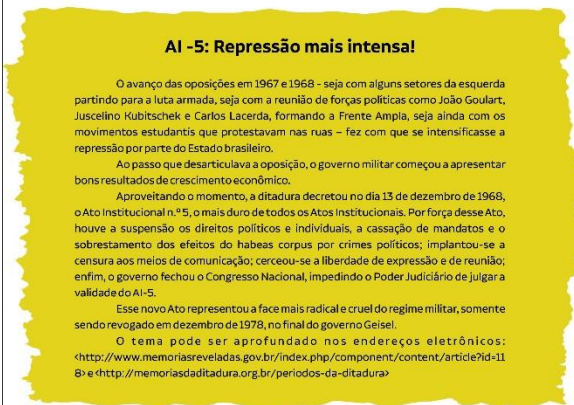 AI -5: Repressão mais intensa!
O avanço das oposições em 1967 e 1968 - seja com alguns setores da esquerda
partindo para a luta armada, seja com a reunião de forças políticas como João Goulart,
Juscelino Kubitschek e Carlos Lacerda, formando a Frente Ampla, seja ainda com os
movimentos estudantis que protestavam nas ruas – fez com que se intensificasse a
repressão por parte do Estado brasileiro.
Ao passo que desarticulava a oposição, o governo militar começou a apresentar
bons resultados de crescimento econômico.
Aproveitando o momento, a ditadura decretou no dia 13 de dezembro de 1968,
o Ato Institucional n.º 5, o mais duro de todos os Atos Institucionais. Por força desse Ato,
houve a suspensão os direitos políticos e individuais, a cassação de mandatos e o
sobrestamento dos efeitos do habeas corpus por crimes políticos; implantou-se a
censura aos meios de comunicação; cerceou-se a liberdade de expressão e de reunião;
enfim, o governo fechou o Congresso Nacional, impedindo o Poder Judiciário de julgar a
validade do AI-5.
Esse novo Ato representou a face mais radical e cruel do regime militar, somente
sendo revogado em dezembro de 1978, no final do governo Geisel.
O tema pode ser aprofundado nos endereços eletrônicos:
<http://www.memoriasreveladas.gov.br/index.php/component/content/article?id=11
8> e <http://memoriasdaditadura.org.br/periodos-da-ditadura>